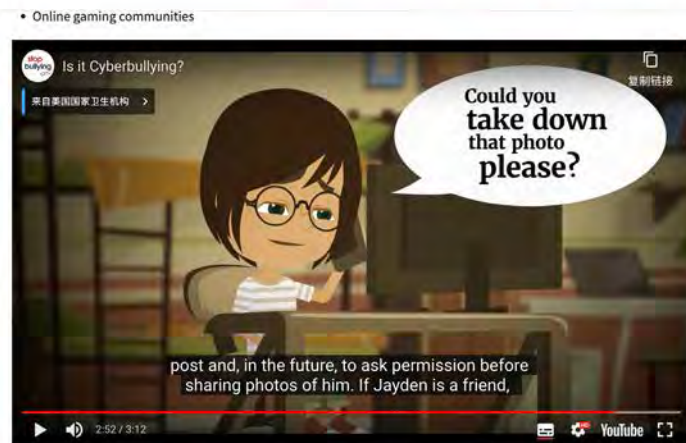 • Online gaming communities
stop
bullying
.gov
Is it Cyberbullying?
复制链接
来自美国国家卫生机构 >
Could you
take down
that photo
please?
post and, in the future, to ask permission before
sharing photos of him. If Jayden is a friend,
2:52 / 3:12
HD
YouTube